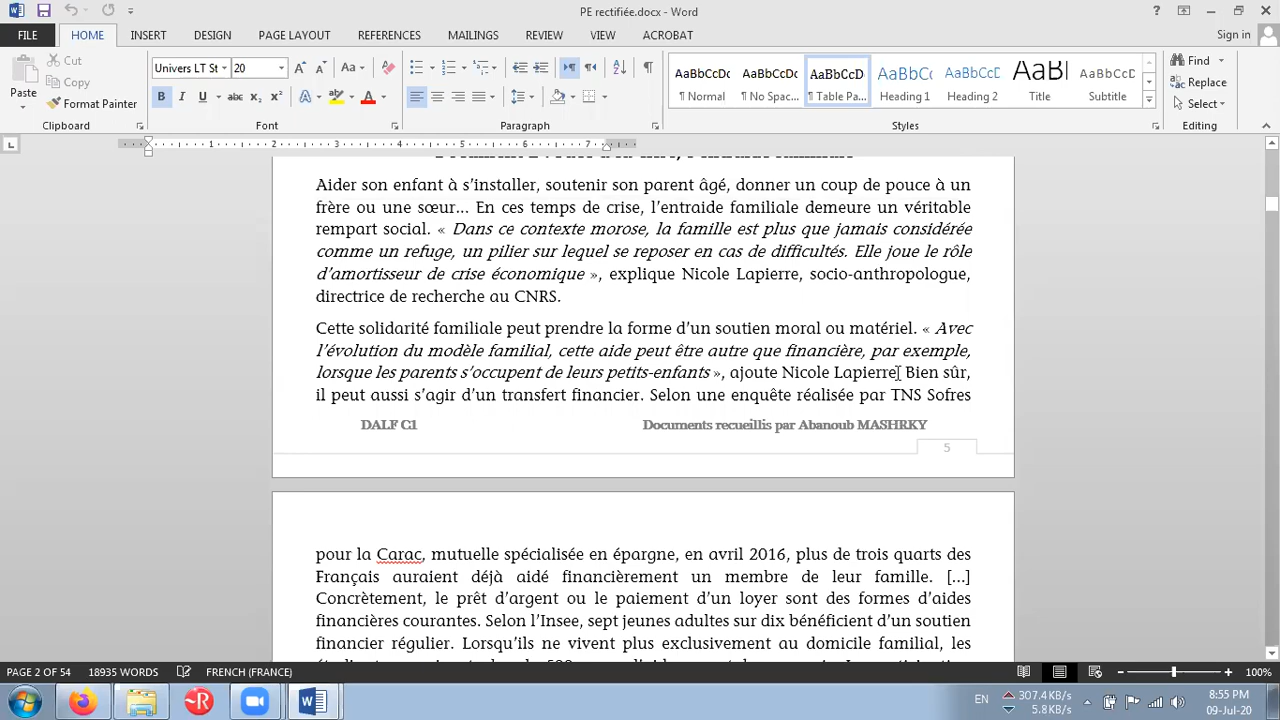 PE rectifiée.docx - Word
FILE HOME INSERT DESIGN PAGE LAYOUT REFERENCES MAILINGS REVIEW VIEW ACROBAT Sign in
Paste Cut Copy Format Painter
Clipboard
Univers LT St 20
Font
Paragraph
AaBbCcDc AaBbCcDc AaBbCcD AaBbCc AaBbCc AaBl AaBbCcD
¶ Normal ¶ No Spac... ¶ Table Pa... Heading 1 Heading 2 Title Subtitle
Styles
Find
Replace
Select
Editing
1 2 3 4 5 6 7
Aider son enfant à s’installer, soutenir son parent âgé, donner un coup de pouce à un
frère ou une sœur... En ces temps de crise, l’entraide familiale demeure un véritable
rempart social. « Dans ce contexte morose, la famille est plus que jamais considérée
comme un refuge, un pilier sur lequel se reposer en cas de difficultés. Elle joue le rôle
d’amortisseur de crise économique », explique Nicole Lapierre, socio-anthropologue,
directrice de recherche au CNRS.
Cette solidarité familiale peut prendre la forme d’un soutien moral ou matériel. « Avec
l’évolution du modèle familial, cette aide peut être autre que financière, par exemple,
lorsque les parents s’occupent de leurs petits-enfants », ajoute Nicole Lapierre. Bien sûr,
il peut aussi s’agir d’un transfert financier. Selon une enquête réalisée par TNS Sofres
DALF C1 Documents recueillis par Abanoub MASHRKY
5
pour la Carac, mutuelle spécialisée en épargne, en avril 2016, plus de trois quarts des
Français auraient déjà aidé financièrement un membre de leur famille. [...]
Concrètement, le prêt d’argent ou le paiement d’un loyer sont des formes d’aides
financières courantes. Selon l’Insee, sept jeunes adultes sur dix bénéficient d’un soutien
financier régulier. Lorsqu’ils ne vivent plus exclusivement au domicile familial, les
PAGE 2 OF 54 18935 WORDS FRENCH (FRANCE) 100%
EN 307.4 KB/s 5.8 KB/s 8:55 PM 09-Jul-20